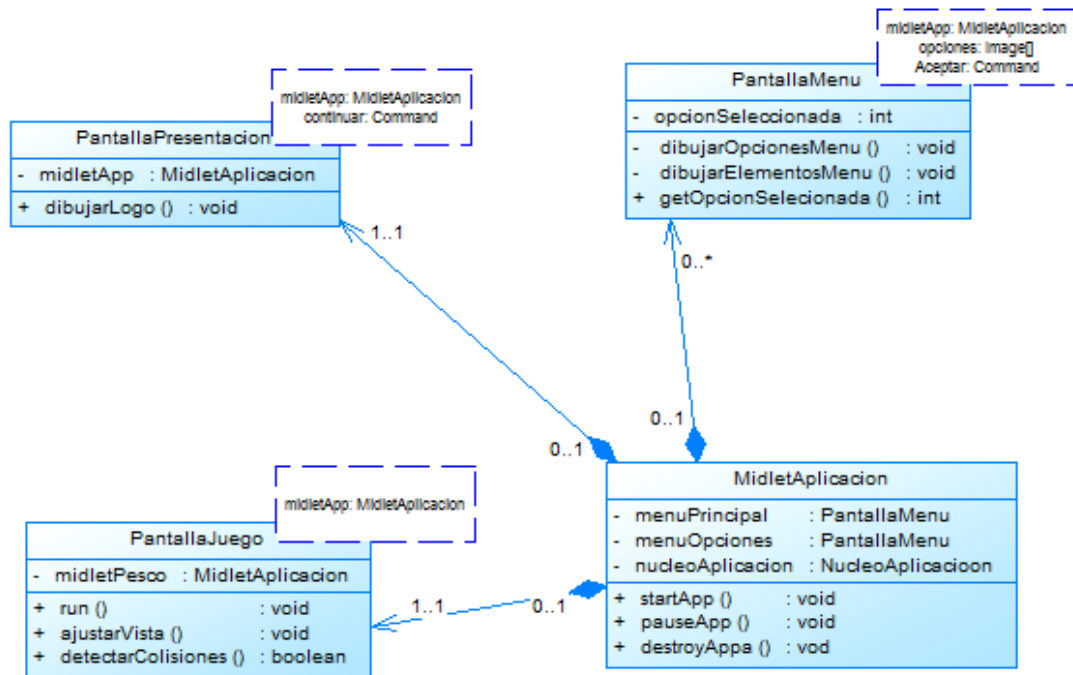 midletApp: MidletAplicacion
continuar: Command
PantallaPresentacion
- midletApp : MidletAplicacion
+ dibujarLogo () : void
midletApp: MidletAplicacion
opciones: Image[]
Aceptar: Command
PantallaMenu
- opcionSeleccionada : int
- dibujarOpcionesMenu () : void
- dibujarElementosMenu () : void
+ getOpcionSelecionada () : int
1..1
0..*
0..1
0..1
midletApp: MidletAplicacion
PantallaJuego
- midletPesco : MidletAplicacion
+ run () : void
+ ajustarVista () : void
+ detectarColisiones () : boolean
1..1
0..1
MidletAplicacion
- menuPrincipal : PantallaMenu
- menuOpciones : PantallaMenu
- nucleoAplicacion : NucleoAplicacioon
+ startApp () : void
+ pauseApp () : void
+ destroyAppa () : vod